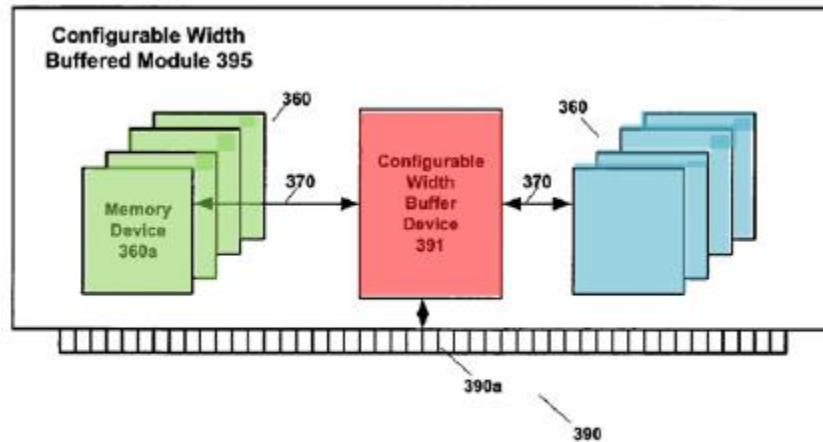 Configurable Width
Buffered Module 395
360
360
370
370
Configurable
Width
Buffer
Device
391
Memory
Device
360a
390a
390